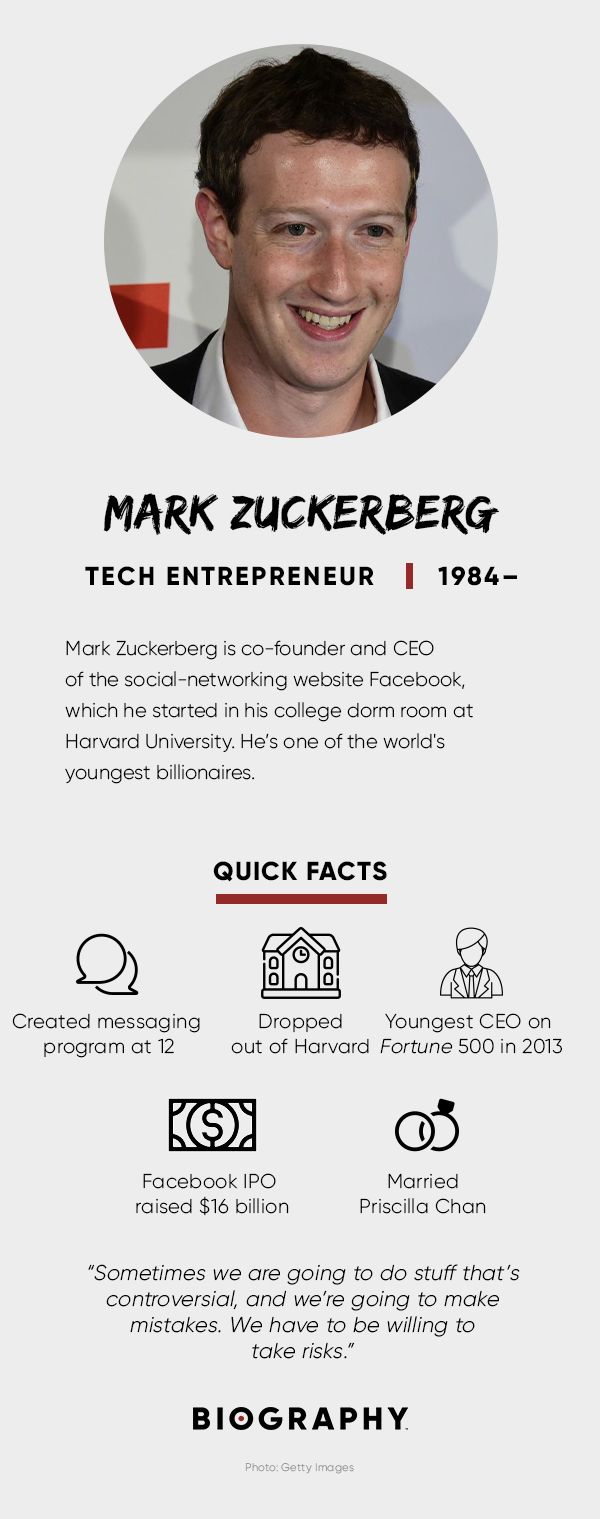 MARK ZUCKERBERG
TECH ENTREPRENEUR | 1984–
Mark Zuckerberg is co-founder and CEO
of the social-networking website Facebook,
which he started in his college dorm room at
Harvard University. He's one of the world's
youngest billionaires.
QUICK FACTS
Created messaging
program at 12
Dropped
out of Harvard
Youngest CEO on
Fortune 500 in 2013
$
Facebook IPO
raised $16 billion
Married
Priscilla Chan
“Sometimes we are going to do stuff that’s
controversial, and we’re going to make
mistakes. We have to be willing to
take risks.”
BIOGRAPHY
Photo: Getty Images